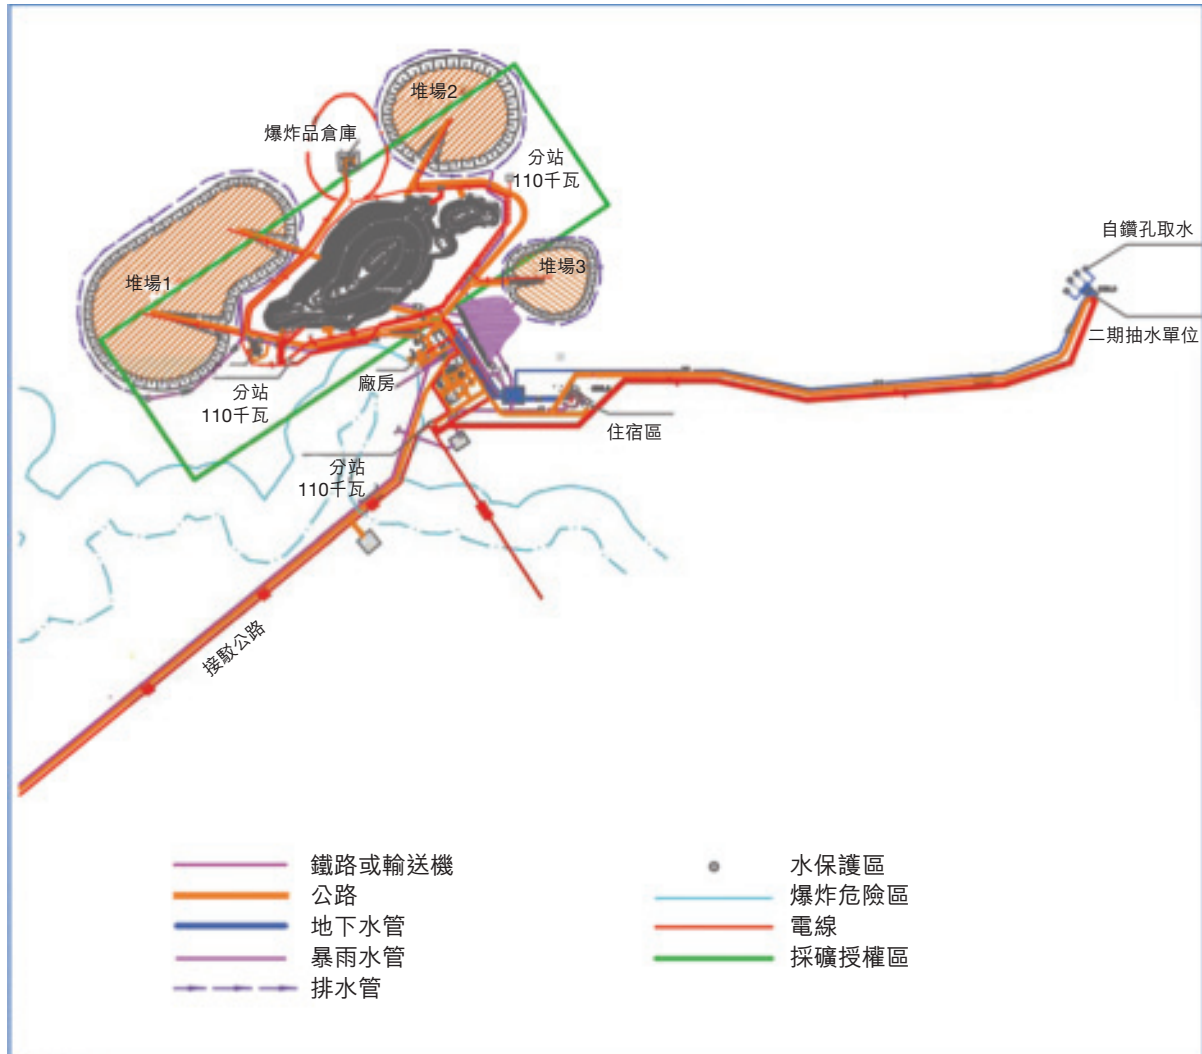 堆場2
爆炸品倉庫
分站
110千瓦
自鑽孔取水
堆場3
堆場1
二期抽水單位
廠房
分站
110千瓦
住宿區
分站
110千瓦
接駁公路
鐵路或輸送機
公路
地下水管
暴雨水管
排水管
水保護區
爆炸危險區
電線
採礦授權區